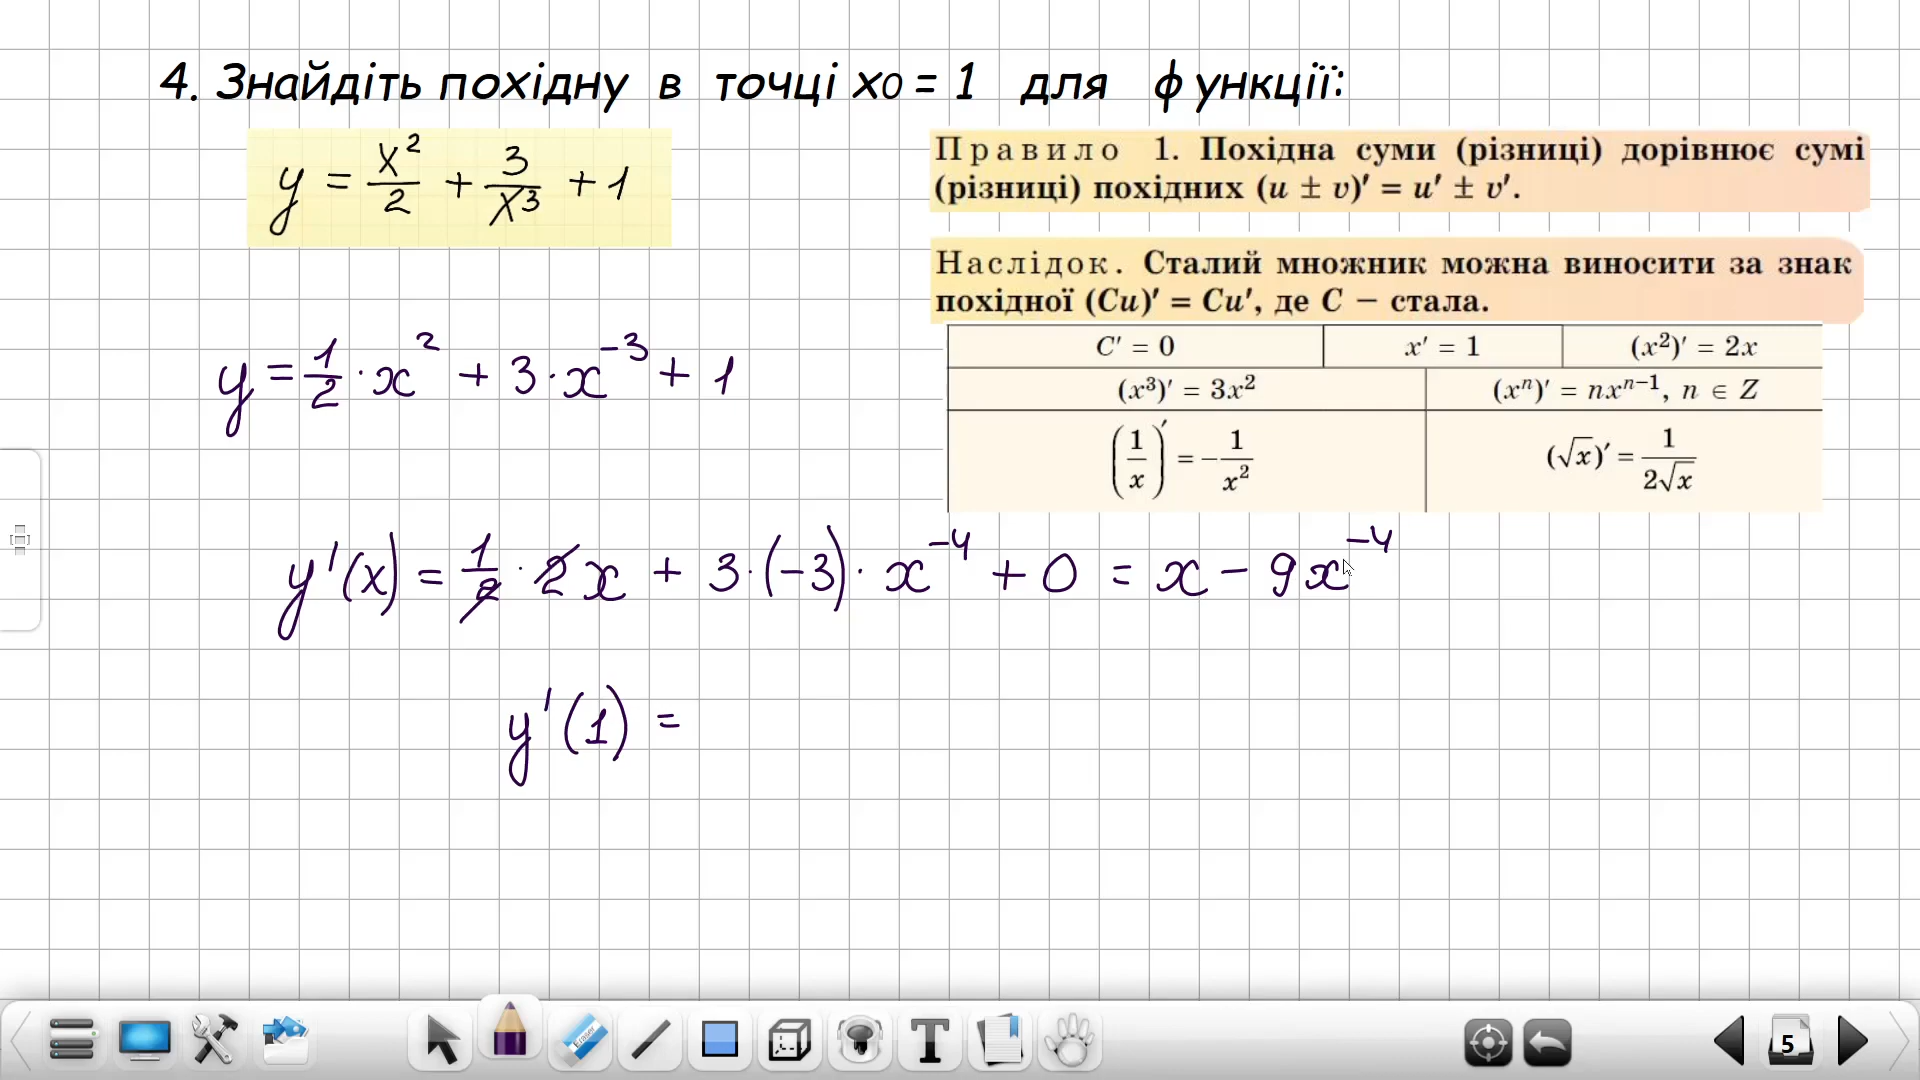 4. Знайдіть похідну в точці x₀ = 1 для функції:
y = x²/2 + 3/x³ + 1
Правило 1. Похідна суми (різниці) дорівнює сумі
(різниці) похідних (u ± v)′ = u′ ± v′.
Наслідок. Сталий множник можна виносити за знак
похідної (Cu)′ = Cu′, де C – стала.
C′ = 0 x′ = 1 (x²)′ = 2x
(x³)′ = 3x² (xⁿ)′ = nxⁿ⁻¹, n ∈ Z
(1/x)′ = −1/x² (√x)′ = 1/(2√x)
y = 1/2 · x² + 3 · x⁻³ + 1
y′(x) = 1/2 · 2x + 3 · (−3) · x⁻⁴ + 0 = x − 9x⁻⁴
y′(1) =
Eraser
T
5